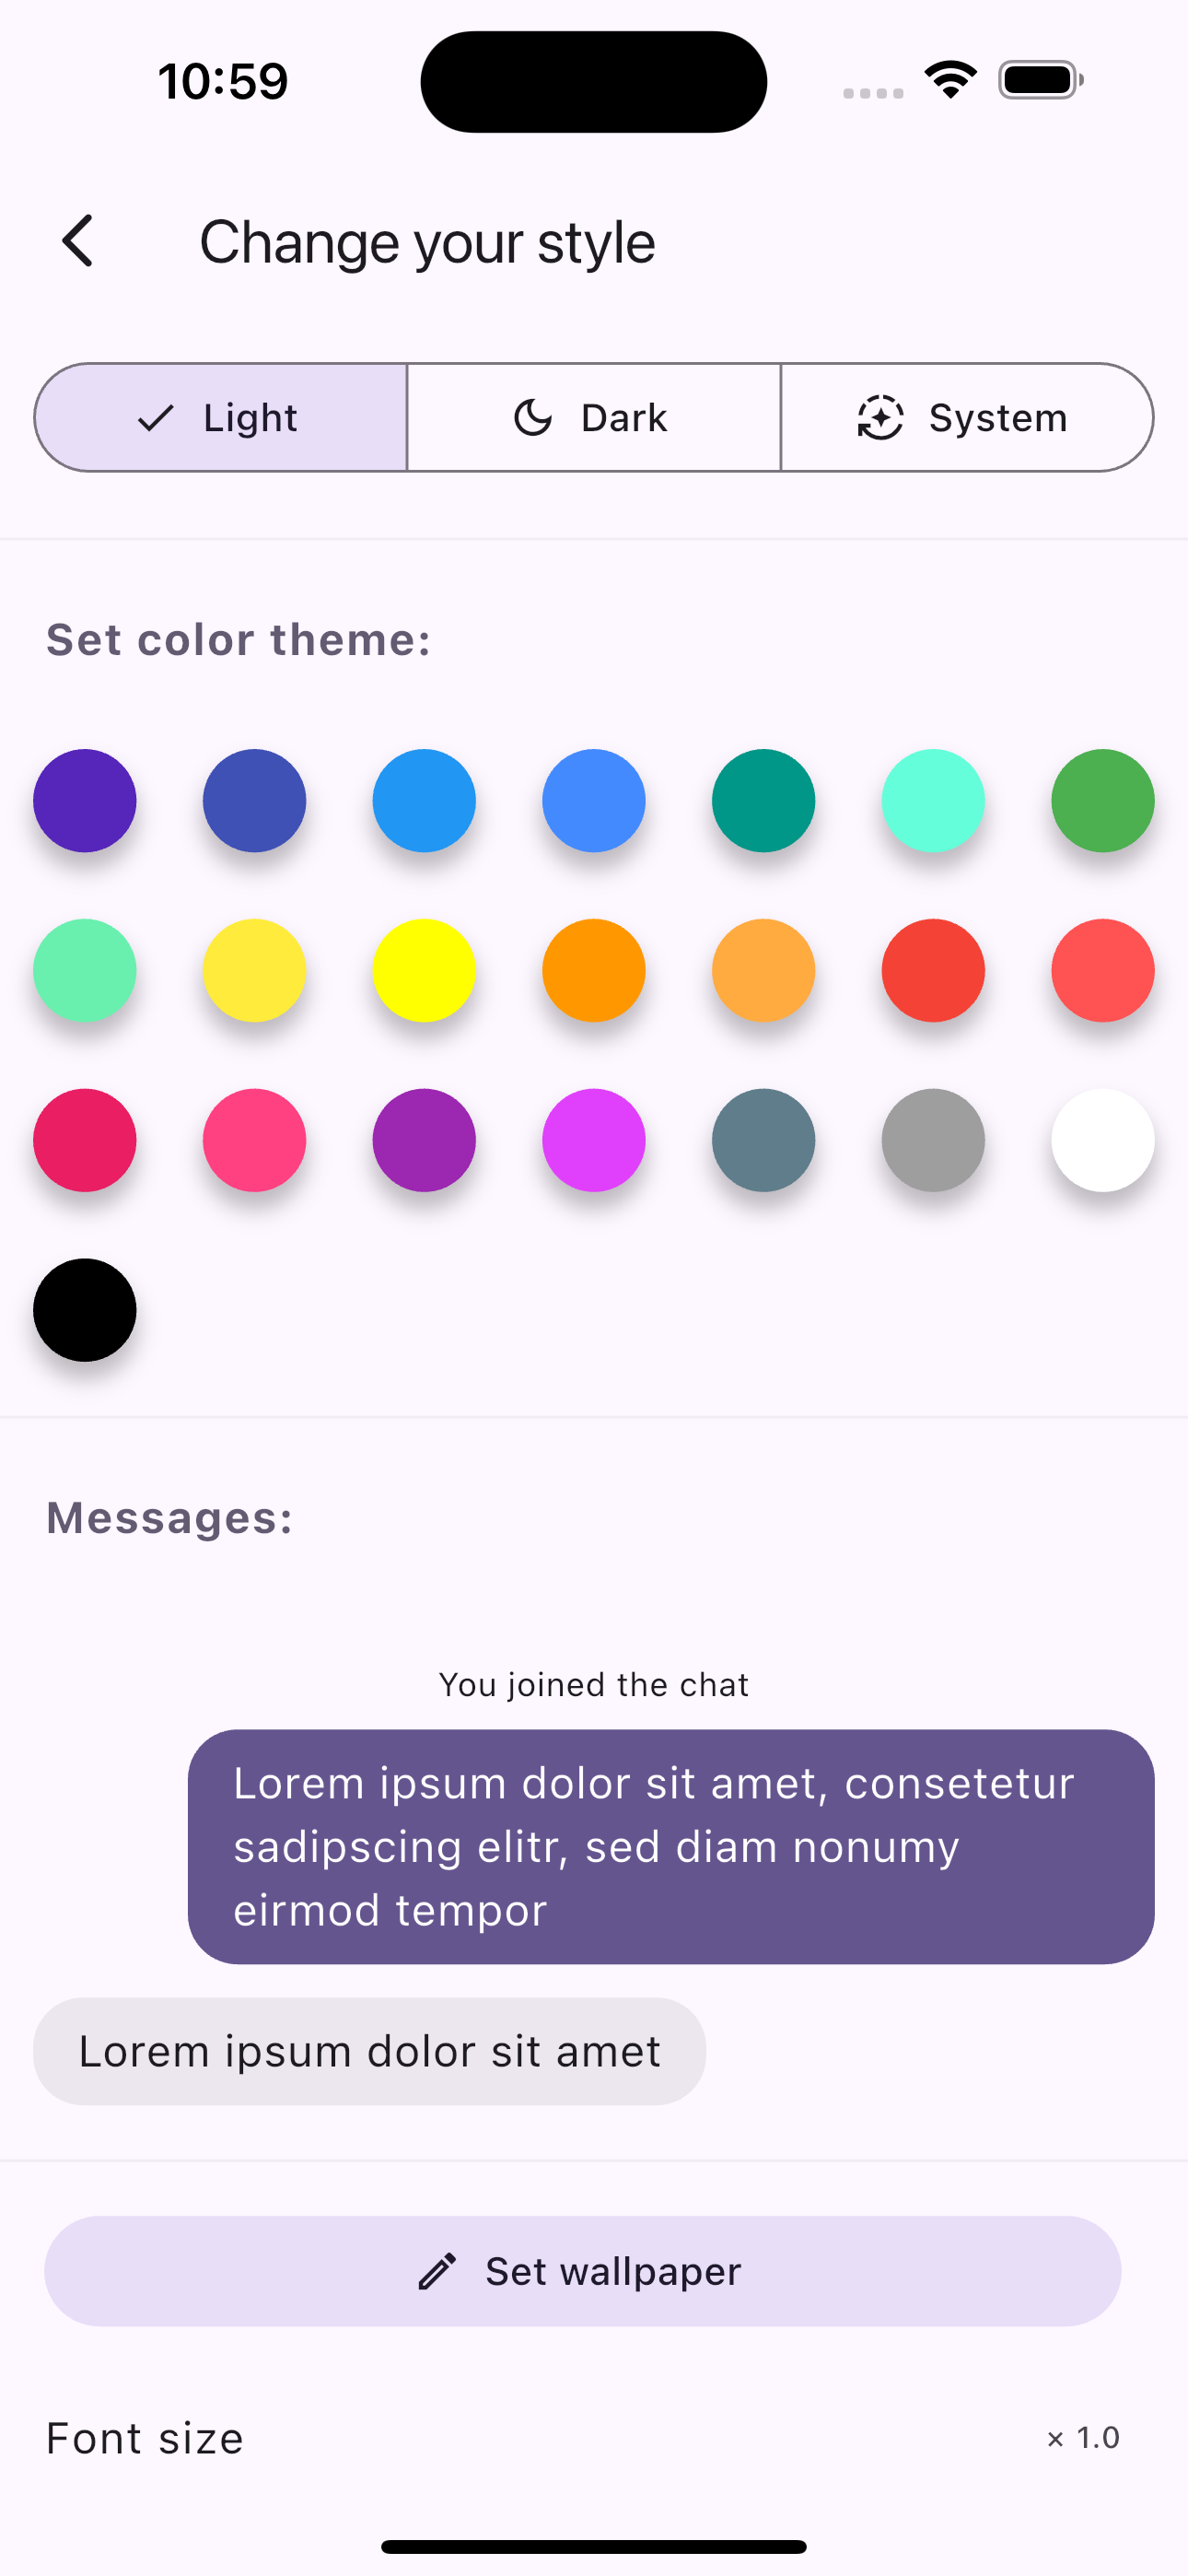 10:59
Change your style
Light
Dark
System
Set color theme:
Messages:
You joined the chat
Lorem ipsum dolor sit amet, consetetur
sadipscing elitr, sed diam nonumy
eirmod tempor
Lorem ipsum dolor sit amet
Set wallpaper
Font size
× 1.0